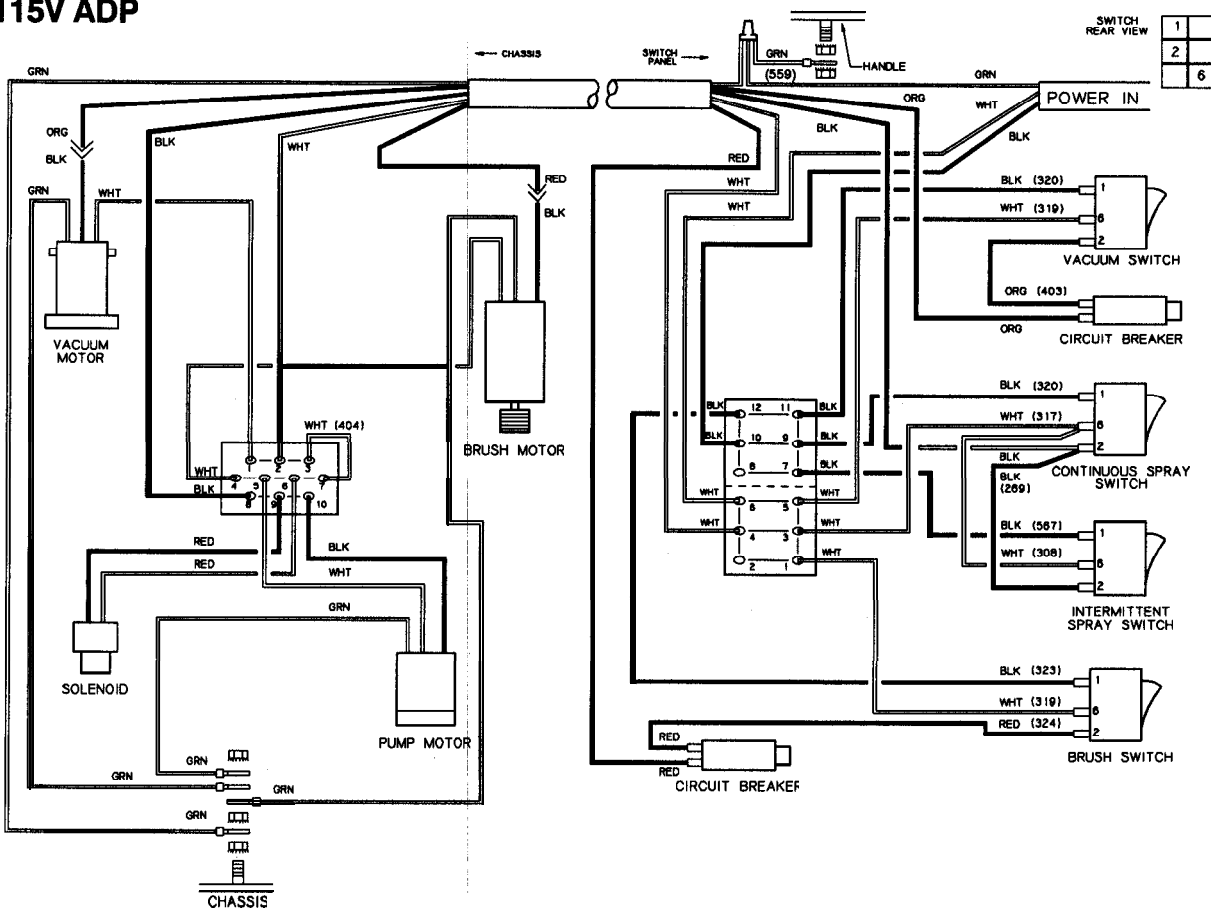 115V ADP
SWITCH
REAR VIEW
1
2
6
CHASSIS
SWITCH
PANEL
GRN
(559)
HANDLE
GRN
GRN
WHT
BLK
POWER IN
ORG
BLK
ORG
BLK
BLK
WHT
RED
BLK
RED
WHT
WHT
GRN
WHT
BLK (320)
WHT (319)
1
6
2
VACUUM SWITCH
ORG (403)
ORG
CIRCUIT BREAKER
VACUUM
MOTOR
BRUSH MOTOR
BLK (320)
WHT (317)
BLK
BLK
(269)
1
6
2
CONTINUOUS SPRAY
SWITCH
BLK
12
11
BLK
BLK
10
9
BLK
8
7
BLK
WHT
6
5
WHT
WHT
4
3
WHT
2
1
WHT
WHT (404)
1
2
3
WHT
4
5
6
7
BLK
8
9
10
BLK (567)
WHT (308)
1
6
2
INTERMITTENT
SPRAY SWITCH
RED
RED
BLK
WHT
GRN
SOLENOID
PUMP MOTOR
BLK (323)
WHT (319)
RED (324)
1
6
2
BRUSH SWITCH
RED
RED
CIRCUIT BREAKER
GRN
GRN
GRN
GRN
CHASSIS